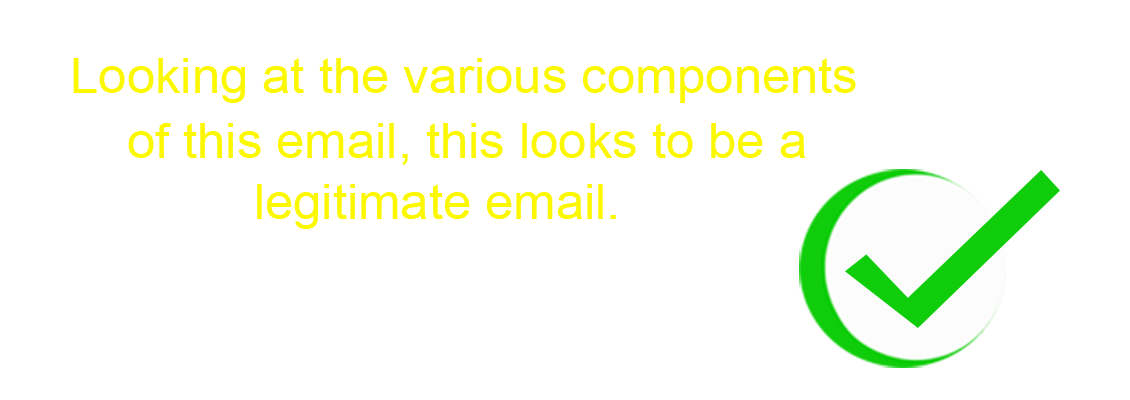 Looking at the various components
of this email, this looks to be a
legitimate email.